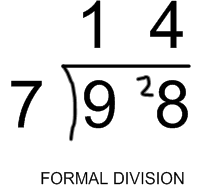 1 4
7 ) 9 ²8
FORMAL DIVISION